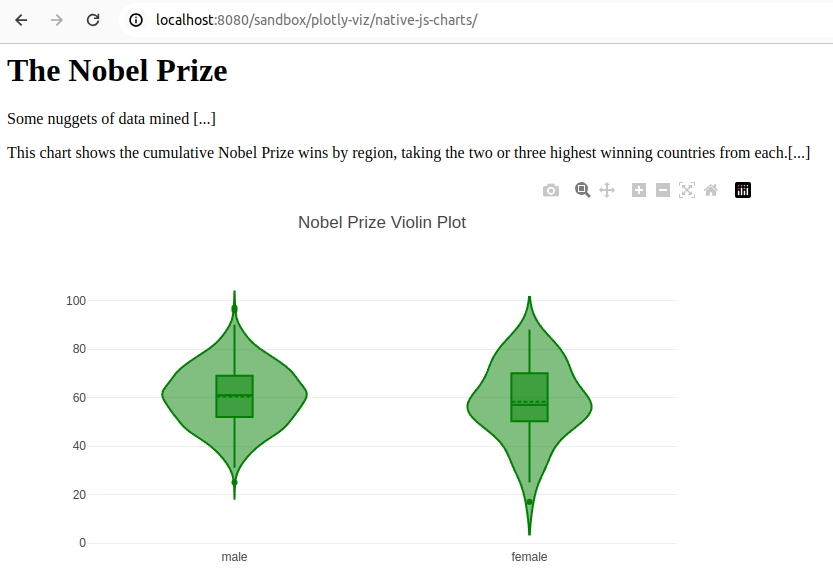 localhost:8080/sandbox/plotly-viz/native-js-charts/
The Nobel Prize
Some nuggets of data mined [...]
This chart shows the cumulative Nobel Prize wins by region, taking the two or three highest winning countries from each.[...]
Nobel Prize Violin Plot
100
80
60
40
20
0
male female